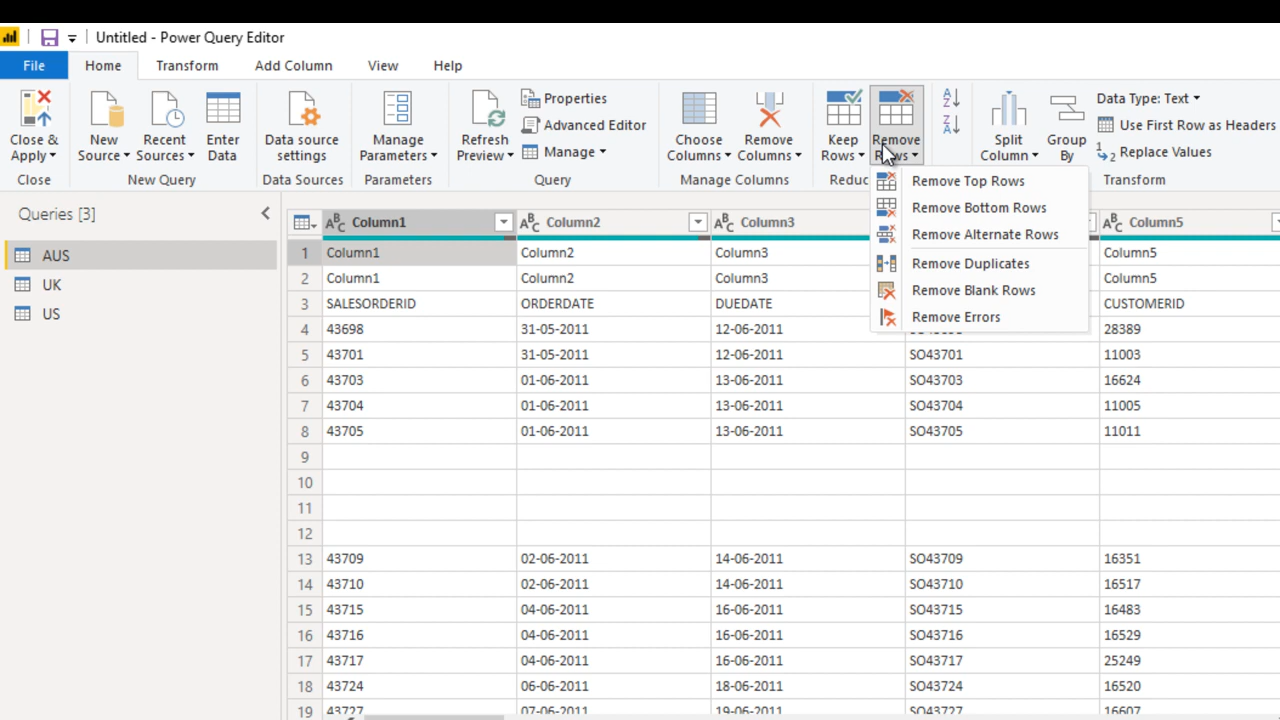 Untitled - Power Query Editor
File Home Transform Add Column View Help
Close & Apply
New Source
Recent Sources
Enter Data
Data source settings
Manage Parameters
Refresh Preview
Properties
Advanced Editor
Manage
Choose Columns
Remove Columns
Keep Rows
Remove Rows
Split Column
Group By
Data Type: Text
Use First Row as Headers
Replace Values
Close New Query Data Sources Parameters Query Manage Columns Reduc Transform
Remove Top Rows
Remove Bottom Rows
Remove Alternate Rows
Remove Duplicates
Remove Blank Rows
Remove Errors
Queries [3]
AUS
UK
US
Column1 Column2 Column3 Column5
1 Column1 Column2 Column3 Column5
2 Column1 Column2 Column3 Column5
3 SALESORDERID ORDERDATE DUEDATE CUSTOMERID
4 43698 31-05-2011 12-06-2011 28389
5 43701 31-05-2011 12-06-2011 SO43701 11003
6 43703 01-06-2011 13-06-2011 SO43703 16624
7 43704 01-06-2011 13-06-2011 SO43704 11005
8 43705 01-06-2011 13-06-2011 SO43705 11011
9
10
11
12
13 43709 02-06-2011 14-06-2011 SO43709 16351
14 43710 02-06-2011 14-06-2011 SO43710 16517
15 43715 04-06-2011 16-06-2011 SO43715 16483
16 43716 04-06-2011 16-06-2011 SO43716 16529
17 43717 04-06-2011 16-06-2011 SO43717 25249
18 43724 06-06-2011 18-06-2011 SO43724 16520
19 43727 07-06-2011 19-06-2011 SO43727 16607